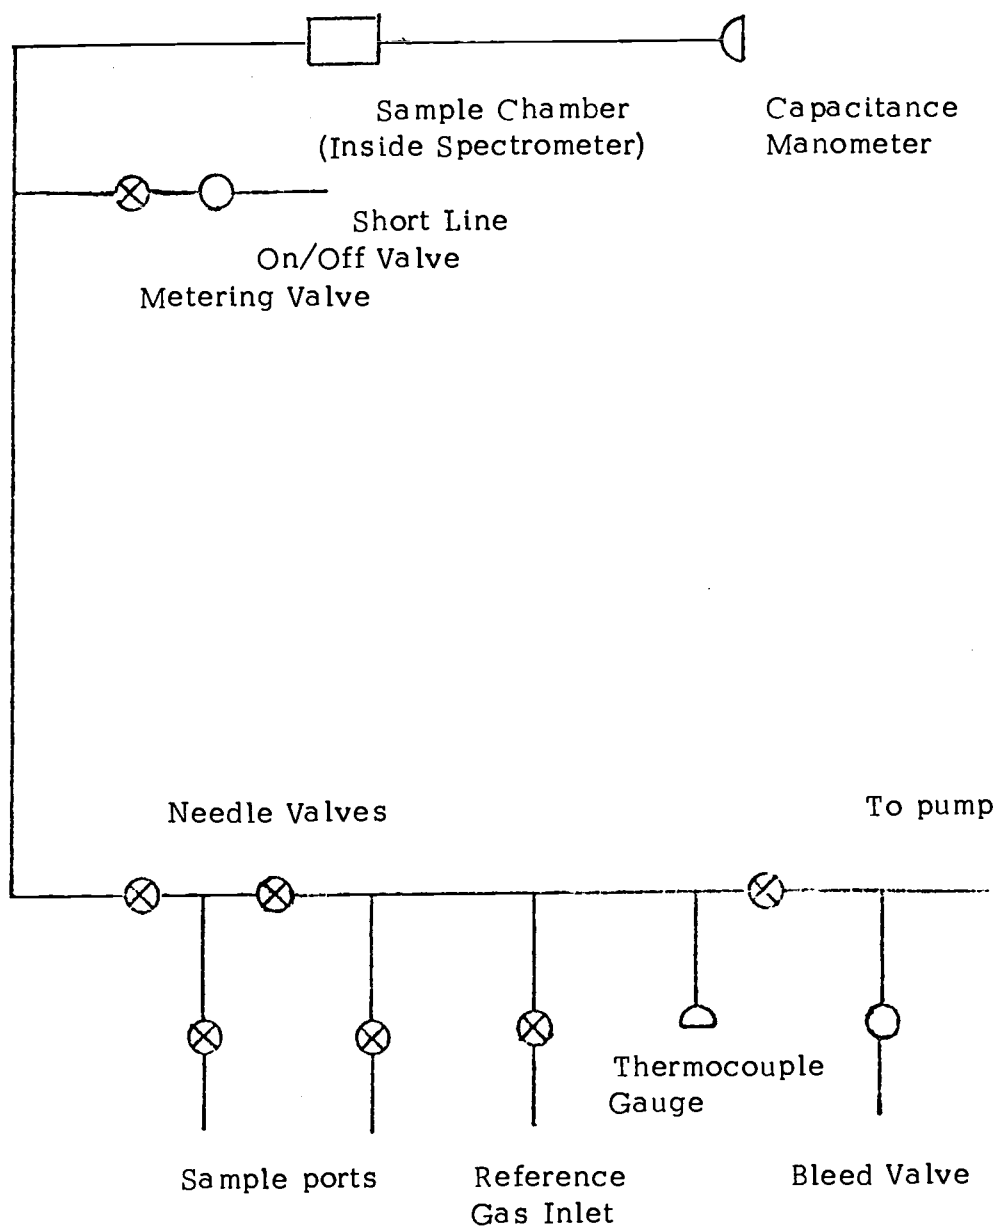 Sample Chamber
(Inside Spectrometer)
Capacitance
Manometer
Short Line
On/Off Valve
Metering Valve
Needle Valves
To pump
Thermocouple
Gauge
Sample ports
Reference
Gas Inlet
Bleed Valve